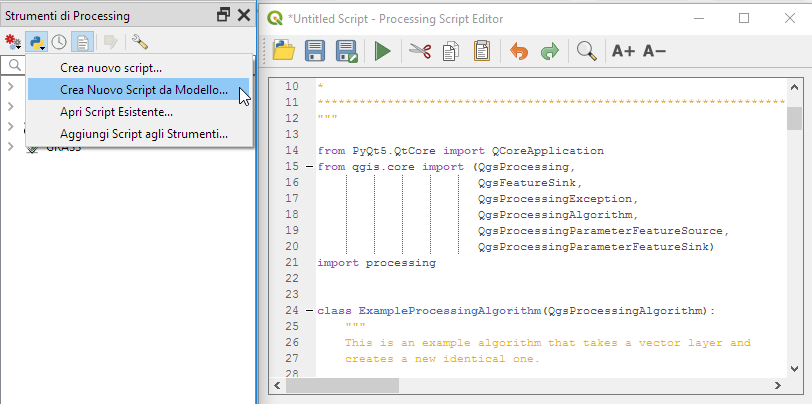 Strumenti di Processing
Crea nuovo script...
Crea Nuovo Script da Modello...
Apri Script Esistente...
Aggiungi Script agli Strumenti...
GRASS
*Untitled Script - Processing Script Editor
A+ A−
10 *
11 *******************************************************************
12 """
13
14 from PyQt5.QtCore import QCoreApplication
15 from qgis.core import (QgsProcessing,
16 QgsFeatureSink,
17 QgsProcessingException,
18 QgsProcessingAlgorithm,
19 QgsProcessingParameterFeatureSource,
20 QgsProcessingParameterFeatureSink)
21 import processing
22
23
24 class ExampleProcessingAlgorithm(QgsProcessingAlgorithm):
25 """
26 This is an example algorithm that takes a vector layer and
27 creates a new identical one.
28